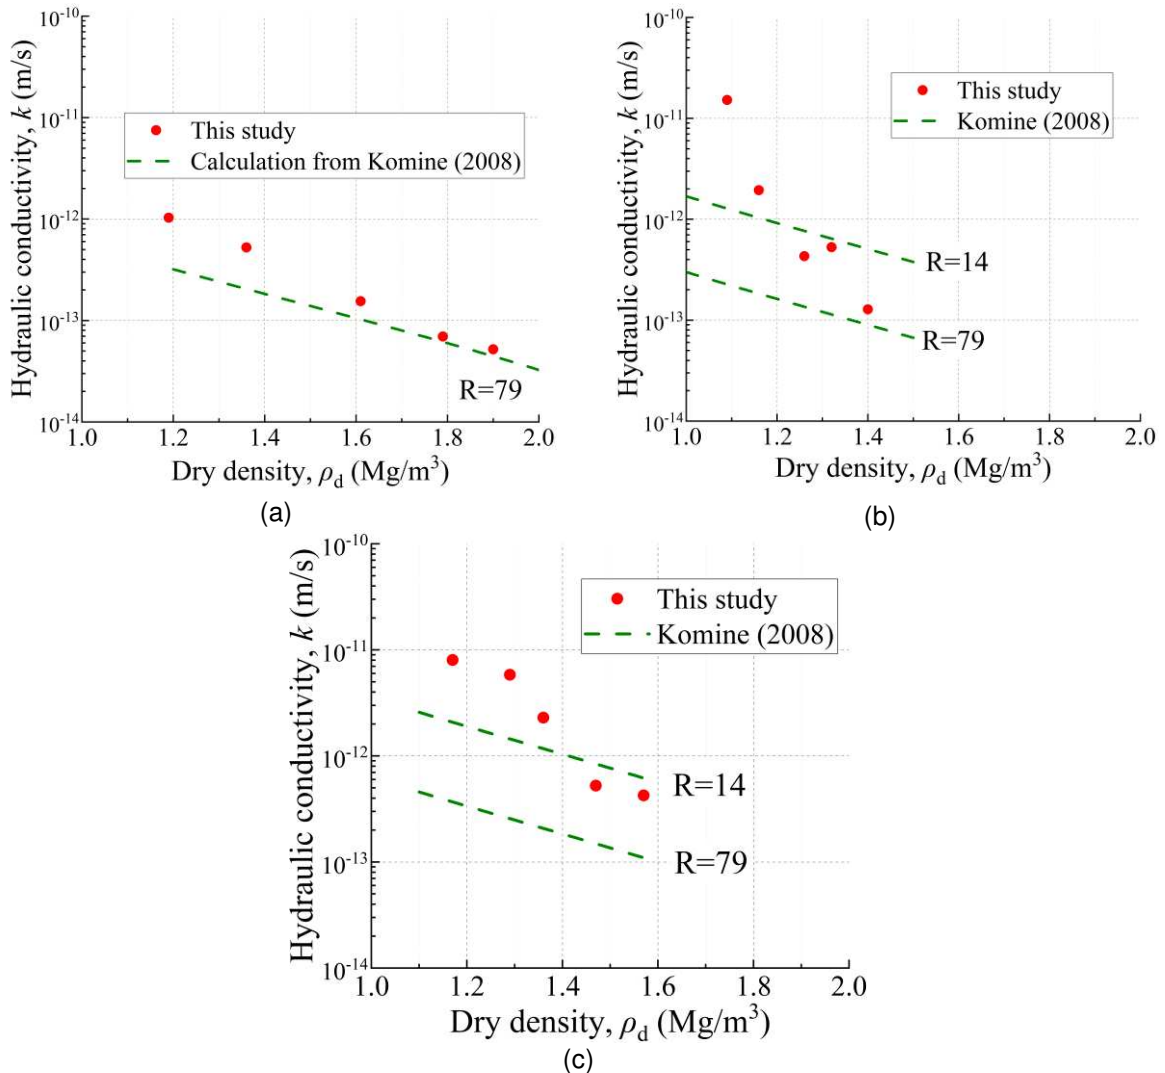 10⁻¹⁰
10⁻¹¹
10⁻¹²
10⁻¹³
10⁻¹⁴
Hydraulic conductivity, k (m/s)
This study
Calculation from Komine (2008)
R=79
1.0 1.2 1.4 1.6 1.8 2.0
Dry density, ρd (Mg/m³)
(a)
10⁻¹⁰
10⁻¹¹
10⁻¹²
10⁻¹³
10⁻¹⁴
Hydraulic conductivity, k (m/s)
This study
Komine (2008)
R=14
R=79
1.0 1.2 1.4 1.6 1.8 2.0
Dry density, ρd (Mg/m³)
(b)
10⁻¹⁰
10⁻¹¹
10⁻¹²
10⁻¹³
10⁻¹⁴
Hydraulic conductivity, k (m/s)
This study
Komine (2008)
R=14
R=79
1.0 1.2 1.4 1.6 1.8 2.0
Dry density, ρd (Mg/m³)
(c)